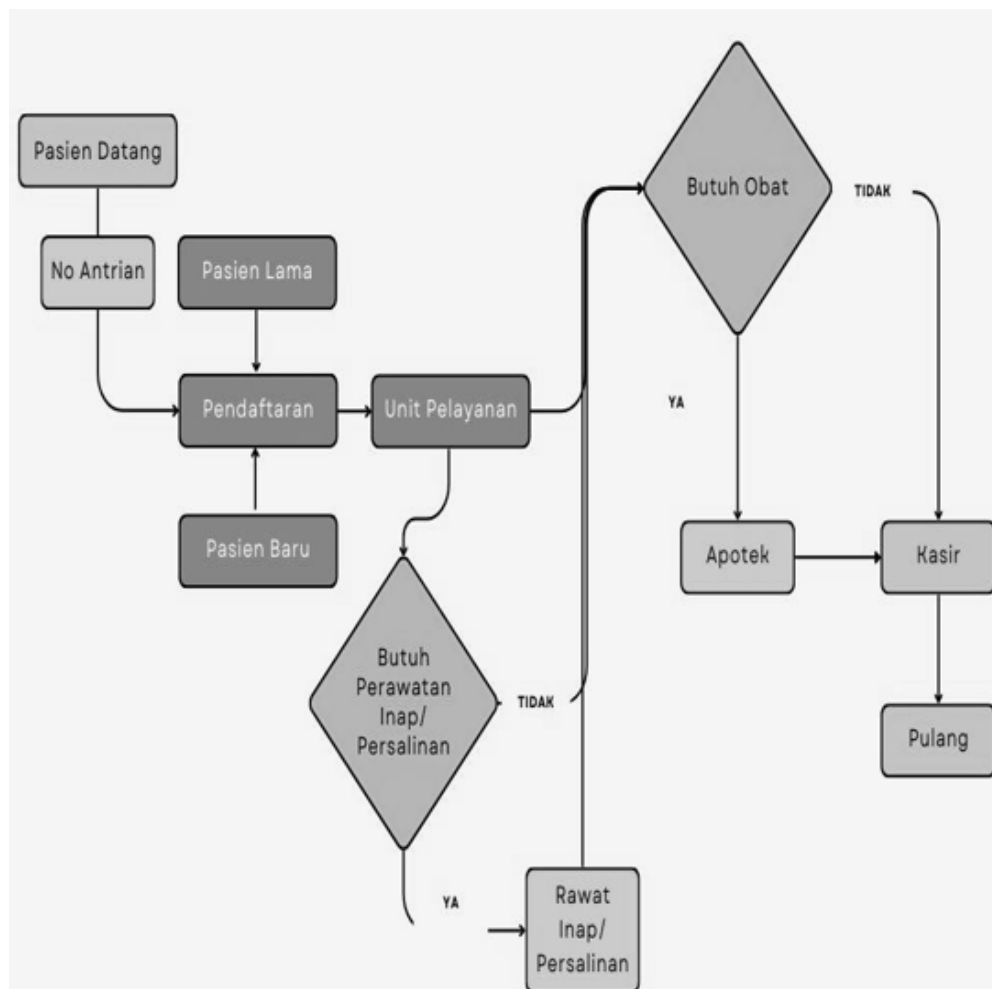 Pasien Datang
No Antrian
Pasien Lama
Pendaftaran
Pasien Baru
Unit Pelayanan
Butuh
Perawatan
Inap/
Persalinan
TIDAK
YA
Rawat
Inap/
Persalinan
Butuh Obat
TIDAK
YA
Apotek
Kasir
Pulang